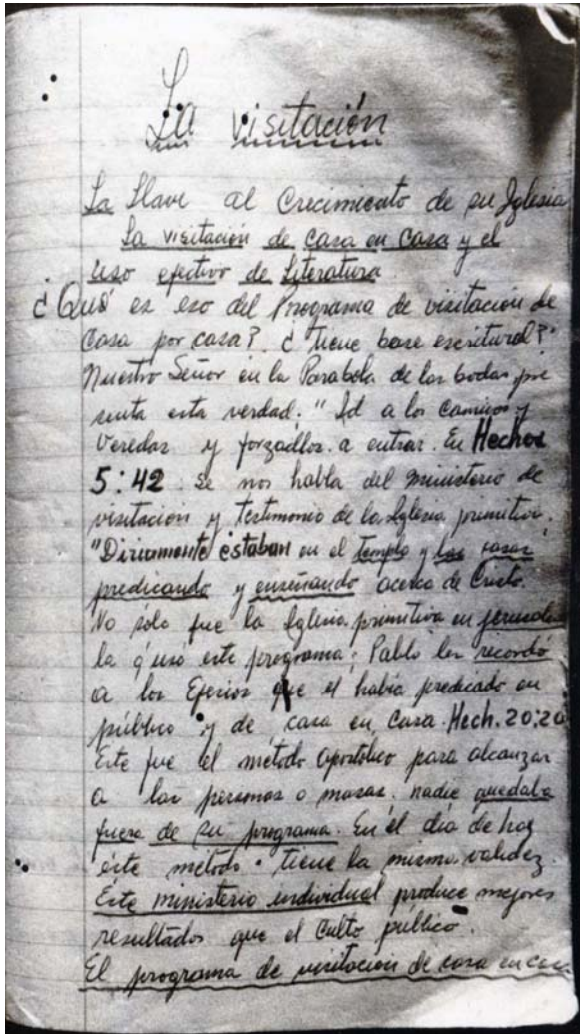 La visitación
La Llave al Crecimiento de su Iglesia
La visitación de casa en casa y el
uso efectivo de Literatura
¿Qué es eso del Programa de visitación de
Casa por casa? ¿tiene base escritural?
Nuestro Señor en la Parabola de las bodas pre
senta esta verdad. "Id a los caminos y
Veredas y forzadlos a entrar. En Hechos
5:42 se nos habla del ministerio de
visitación y testimonio de la Iglesia primitiva.
"Diriamente estaban en el templo y las casas
predicando y enseñando acerca de Cristo.
No solo fue la Iglesia primitiva en Jerusalen
la q' usó este programa; Pablo les recordó
a los Efesios que el había predicado en
público y de casa en casa. Hech. 20:20
Este fue el método apostólico para alcanzar
a las personas o masas. nadie quedaba
fuera de su programa. En el día de hoy
éste método tiene la misma validez.
Este ministerio individual produce mejores
resultados que el Culto público.
El programa de visitación de casa en casa